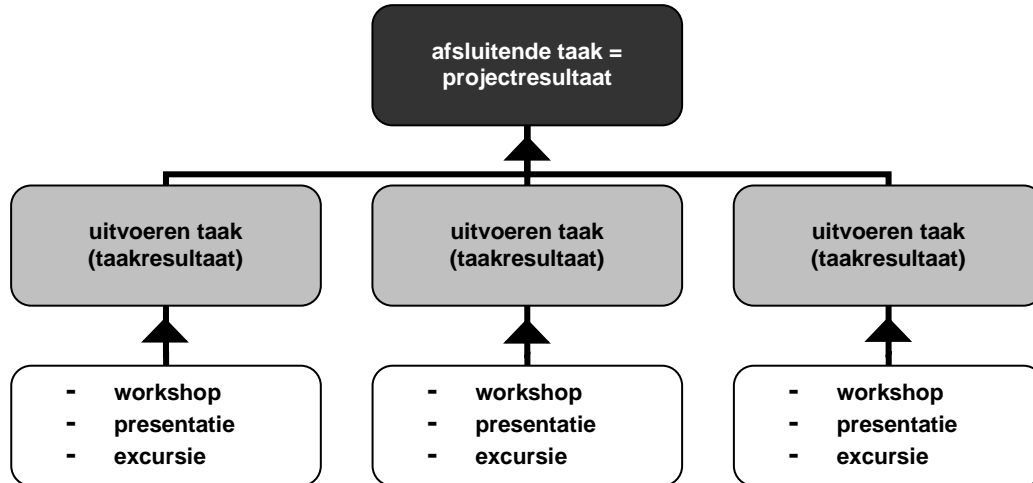 afsluitende taak =
projectresultaat
uitvoeren taak
(taakresultaat)
uitvoeren taak
(taakresultaat)
uitvoeren taak
(taakresultaat)
- workshop
- presentatie
- excursie
- workshop
- presentatie
- excursie
- workshop
- presentatie
- excursie